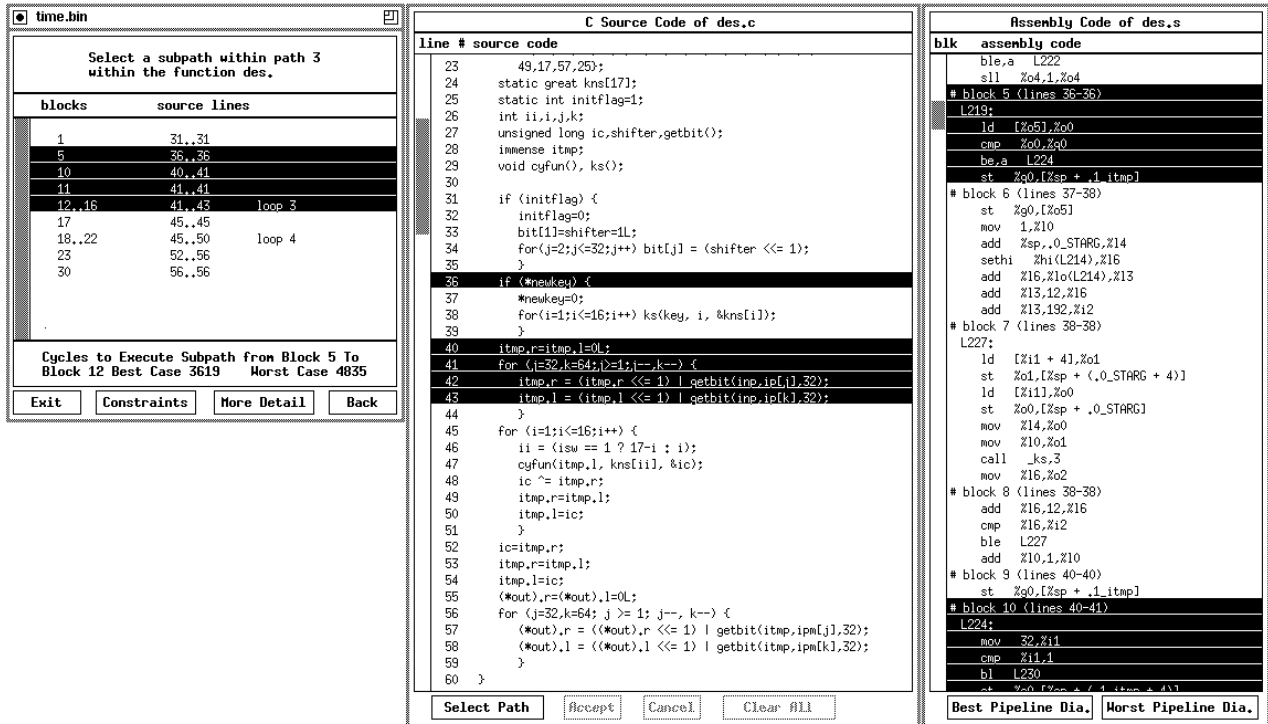 time.bin
Select a subpath within path 3
within the function des.
blocks source lines
1 31..31
5 36..36
10 40..41
11 41..41
12..16 41..43 loop 3
17 45..45
18..22 45..50 loop 4
23 52..56
30 56..56
Cycles to Execute Subpath from Block 5 To
Block 12 Best Case 3619 Worst Case 4835
Exit Constraints More Detail Back
C Source Code of des.c
line # source code
23 49,17,57,25};
24 static great kns[17];
25 static int initflag=1;
26 int ii,i,j,k;
27 unsigned long ic,shifter,getbit();
28 immense itmp;
29 void cyfun(), ks();
30
31 if (initflag) {
32 initflag=0;
33 bit[1]=shifter=1L;
34 for(j=2;j<=32;j++) bit[j] = (shifter <<= 1);
35 }
36 if (*newkey) {
37 *newkey=0;
38 for(i=1;i<=16;i++) ks(key, i, &kns[i]);
39 }
40 itmp.r=itmp.l=0L;
41 for (j=32,k=64;j>=1;j--,k--) {
42 itmp.r = (itmp.r <<= 1) | getbit(inp,ip[j],32);
43 itmp.l = (itmp.l <<= 1) | getbit(inp,ip[k],32);
44 }
45 for (i=1;i<=16;i++) {
46 ii = (isw == 1 ? 17-i : i);
47 cyfun(itmp.l, kns[ii], &ic);
48 ic ^= itmp.r;
49 itmp.r=itmp.l;
50 itmp.l=ic;
51 }
52 ic=itmp.r;
53 itmp.r=itmp.l;
54 itmp.l=ic;
55 (*out).r=(*out).l=0L;
56 for (j=32,k=64; j >= 1; j--, k--) {
57 (*out).r = ((*out).r <<= 1) | getbit(itmp,ipm[j],32);
58 (*out).l = ((*out).l <<= 1) | getbit(itmp,ipm[k],32);
59 }
60 }
Select Path Accept Cancel Clear All
Assembly Code of des.s
blk assembly code
ble,a L222
sll %o4,1,%o4
# block 5 (lines 36-36)
L219:
ld [%o5],%o0
cmp %o0,%g0
be,a L224
st %g0,[%sp + .1_itmp]
# block 6 (lines 37-38)
st %g0,[%o5]
mov 1,%l0
add %sp,.0_STARG,%l4
sethi %hi(L214),%l6
add %l6,%lo(L214),%l3
add %l3,12,%l6
add %l3,192,%i2
# block 7 (lines 38-38)
L227:
ld [%i1 + 4],%o1
st %o1,[%sp + (.0_STARG + 4)]
ld [%i1],%o0
st %o0,[%sp + .0_STARG]
mov %l4,%o0
mov %l0,%o1
call _ks,3
mov %l6,%o2
# block 8 (lines 38-38)
add %l6,12,%l6
cmp %l6,%i2
ble L227
add %l0,1,%l0
# block 9 (lines 40-40)
st %g0,[%sp + .1_itmp]
# block 10 (lines 40-41)
L224:
mov 32,%i1
cmp %i1,1
bl L230
st %g0,[%sp + (.1_itmp + 4)]
Best Pipeline Dia. Worst Pipeline Dia.